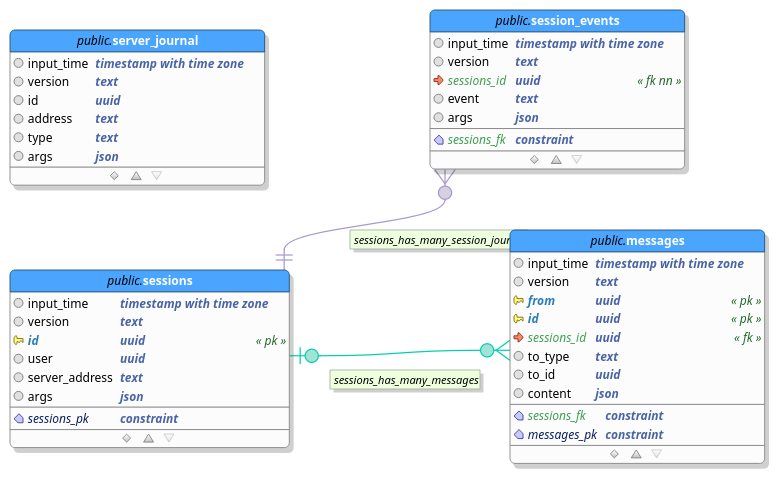 public.server_journal
input_time timestamp with time zone
version text
id uuid
address text
type text
args json
public.session_events
input_time timestamp with time zone
version text
sessions_id uuid « fk nn »
event text
args json
sessions_fk constraint
sessions_has_many_session_jour
public.sessions
input_time timestamp with time zone
version text
id uuid « pk »
user uuid
server_address text
args json
sessions_pk constraint
sessions_has_many_messages
public.messages
input_time timestamp with time zone
version text
from uuid « pk »
id uuid « pk »
sessions_id uuid « fk »
to_type text
to_id uuid
content json
sessions_fk constraint
messages_pk constraint